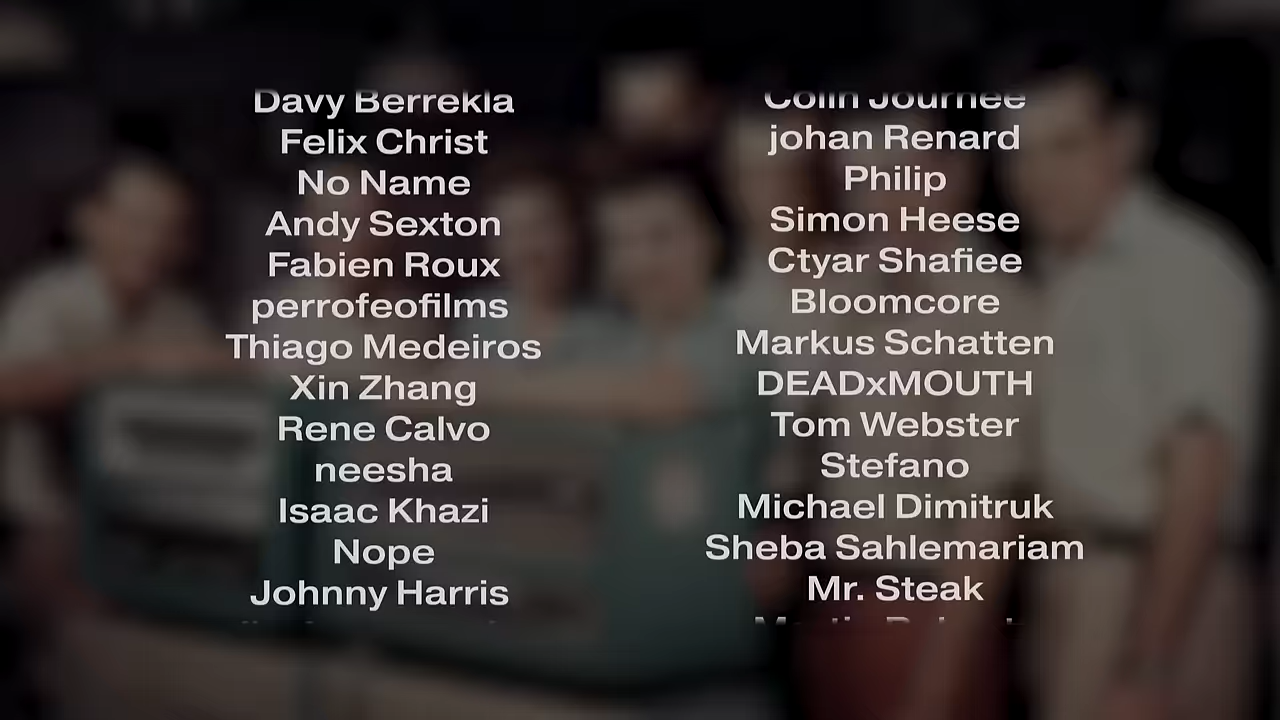 Davy Berrekla
Felix Christ
No Name
Andy Sexton
Fabien Roux
perrofeofilms
Thiago Medeiros
Xin Zhang
Rene Calvo
neesha
Isaac Khazi
Nope
Johnny Harris
Colin Journee
johan Renard
Philip
Simon Heese
Ctyar Shafiee
Bloomcore
Markus Schatten
DEADxMOUTH
Tom Webster
Stefano
Michael Dimitruk
Sheba Sahlemariam
Mr. Steak